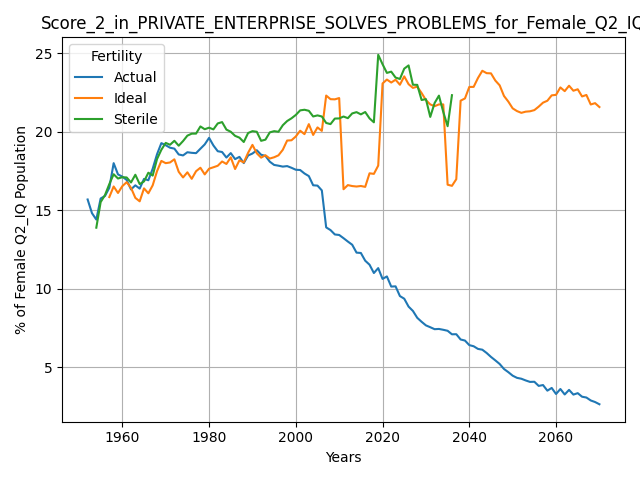 Score_2_in_PRIVATE_ENTERPRISE_SOLVES_PROBLEMS_for_Female_Q2_IQ
Fertility
Actual
Ideal
Sterile
% of Female Q2_IQ Population
25
20
15
10
5
1960 1980 2000 2020 2040 2060
Years